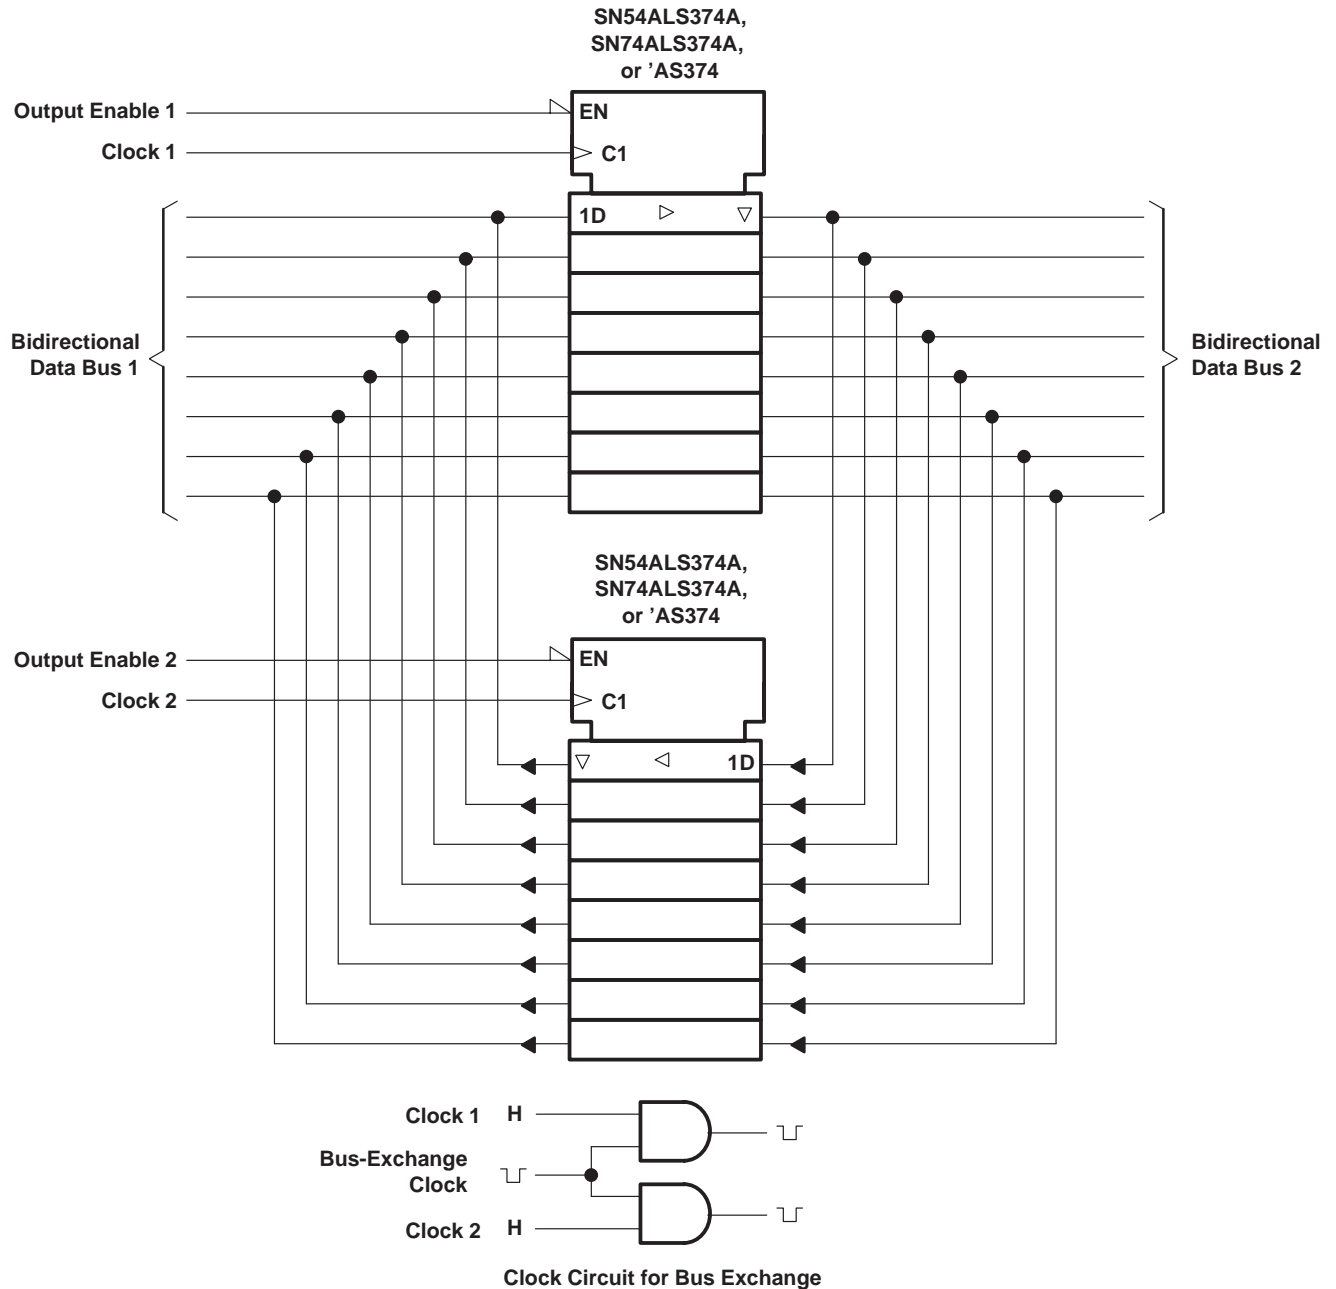 SN54ALS374A,
SN74ALS374A,
or ’AS374
Output Enable 1
EN
Clock 1
C1
1D
Bidirectional
Data Bus 1
Bidirectional
Data Bus 2
SN54ALS374A,
SN74ALS374A,
or ’AS374
Output Enable 2
EN
Clock 2
C1
1D
Clock 1 H
Bus-Exchange
Clock
Clock 2 H
Clock Circuit for Bus Exchange